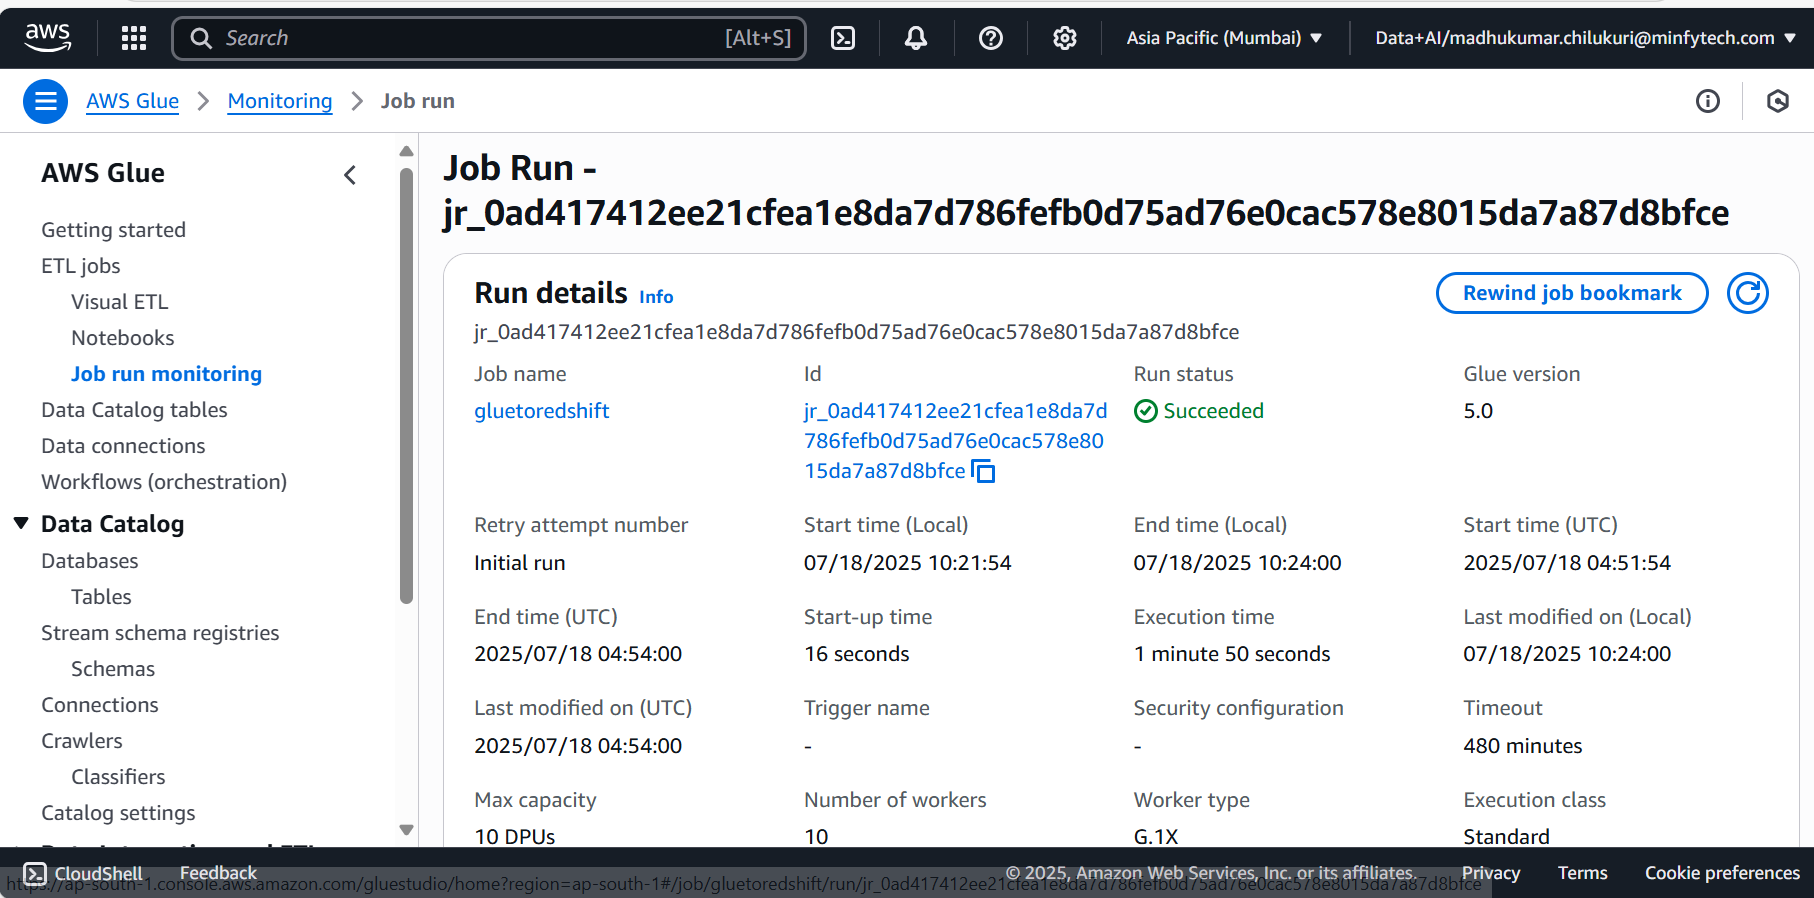 aws
Search [Alt+S]
Asia Pacific (Mumbai)
Data+AI/madhukumar.chilukuri@minfytech.com
AWS Glue
Monitoring
Job run
AWS Glue
Getting started
ETL jobs
Visual ETL
Notebooks
Job run monitoring
Data Catalog tables
Data connections
Workflows (orchestration)
Data Catalog
Databases
Tables
Stream schema registries
Schemas
Connections
Crawlers
Classifiers
Catalog settings
Job Run -
jr_0ad417412ee21cfea1e8da7d786fefb0d75ad76e0cac578e8015da7a87d8bfce
Run details Info
Rewind job bookmark
jr_0ad417412ee21cfea1e8da7d786fefb0d75ad76e0cac578e8015da7a87d8bfce
Job name
gluetoredshift
Id
jr_0ad417412ee21cfea1e8da7d
786fefb0d75ad76e0cac578e80
15da7a87d8bfce
Run status
Succeeded
Glue version
5.0
Retry attempt number
Initial run
Start time (Local)
07/18/2025 10:21:54
End time (Local)
07/18/2025 10:24:00
Start time (UTC)
2025/07/18 04:51:54
End time (UTC)
2025/07/18 04:54:00
Start-up time
16 seconds
Execution time
1 minute 50 seconds
Last modified on (Local)
07/18/2025 10:24:00
Last modified on (UTC)
2025/07/18 04:54:00
Trigger name
-
Security configuration
-
Timeout
480 minutes
Max capacity
10 DPUs
Number of workers
10
Worker type
G.1X
Execution class
Standard
CloudShell
Feedback
© 2025, Amazon Web Services, Inc. or its affiliates.
Privacy
Terms
Cookie preferences
https://ap-south-1.console.aws.amazon.com/gluestudio/home?region=ap-south-1#/job/gluetoredshift/run/jr_0ad417412ee21cfea1e8da7d786fefb0d75ad76e0cac578e8015da7a87d8bfce